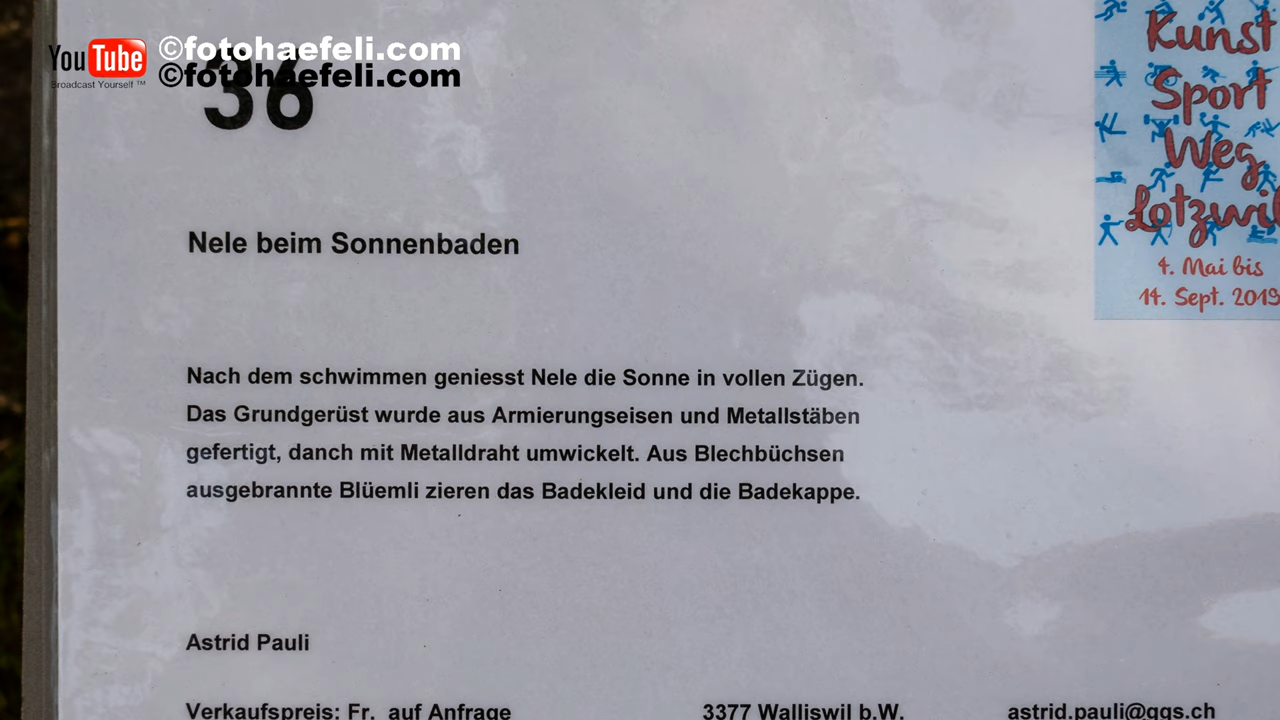 YouTube
Broadcast Yourself ™
©fotohaefeli.com
©fotohaefeli.com
36
Kunst
Sport
Weg
Lotzwil
4. Mai bis
14. Sept. 2019
Nele beim Sonnenbaden
Nach dem schwimmen geniesst Nele die Sonne in vollen Zügen.
Das Grundgerüst wurde aus Armierungseisen und Metallstäben
gefertigt, danch mit Metalldraht umwickelt. Aus Blechbüchsen
ausgebrannte Blüemli zieren das Badekleid und die Badekappe.
Astrid Pauli
Verkaufspreis: Fr. auf Anfrage 3377 Walliswil b.W. astrid.pauli@ggs.ch